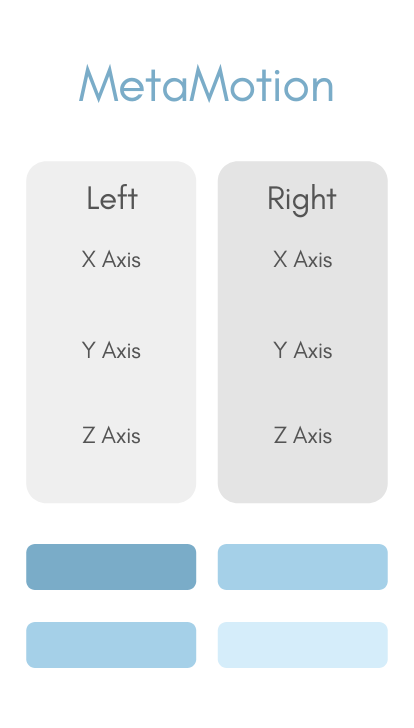 MetaMotion
Left
X Axis
Y Axis
Z Axis
Right
X Axis
Y Axis
Z Axis